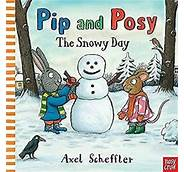 Pip and Posy
The Snowy Day
Axel Scheffler
nosy
crow